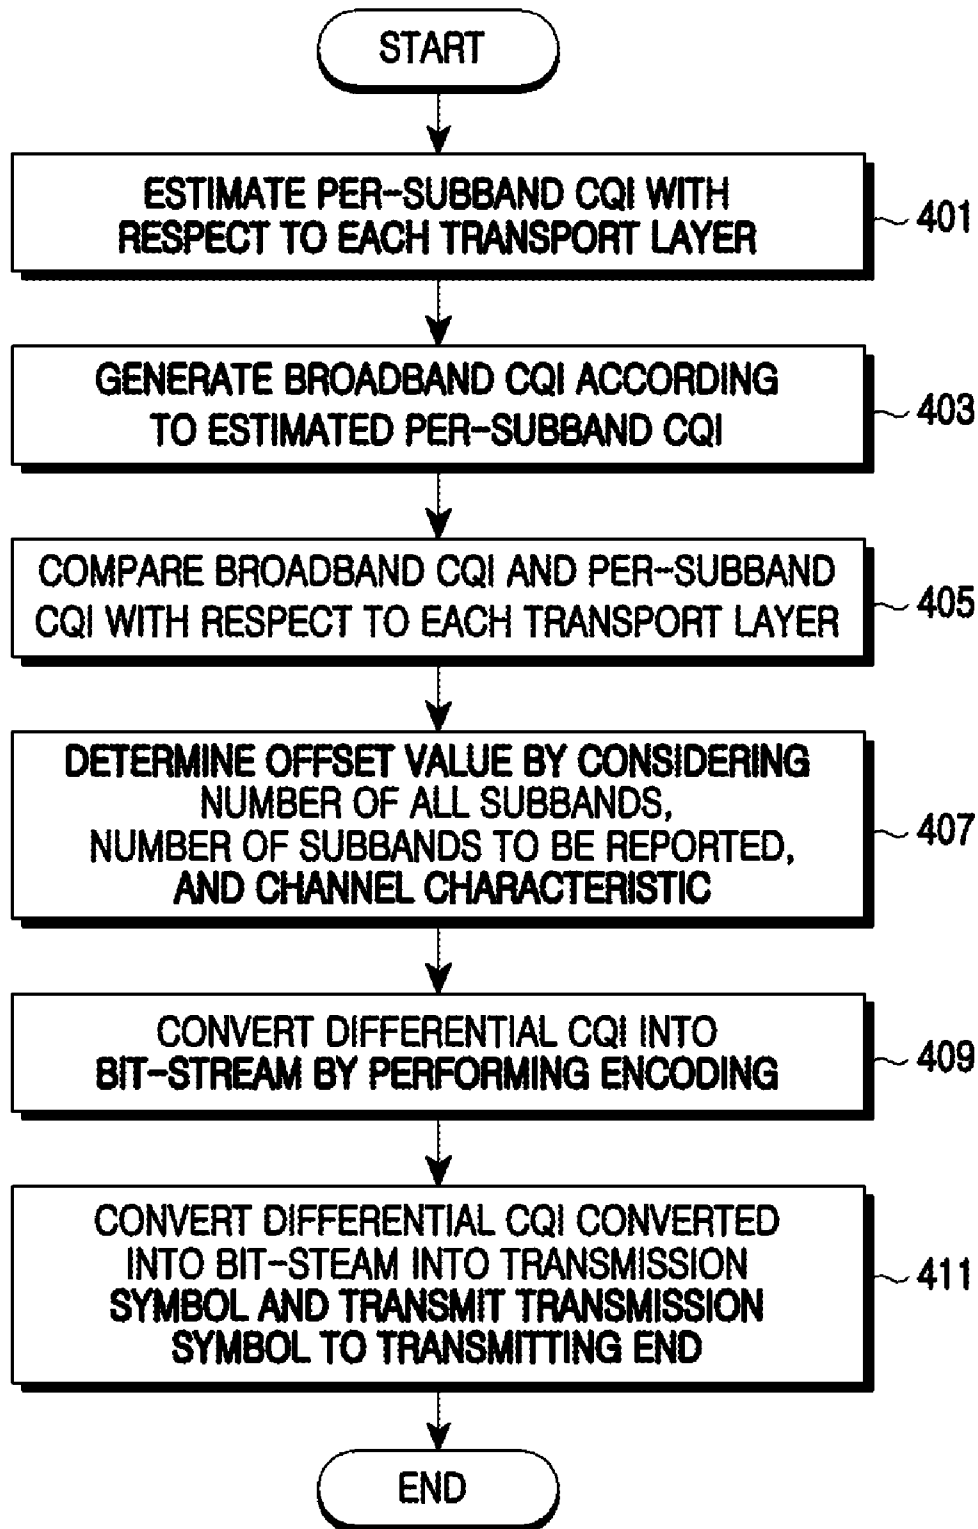 START
ESTIMATE PER-SUBBAND CQI WITH
RESPECT TO EACH TRANSPORT LAYER
401
GENERATE BROADBAND CQI ACCORDING
TO ESTIMATED PER-SUBBAND CQI
403
COMPARE BROADBAND CQI AND PER-SUBBAND
CQI WITH RESPECT TO EACH TRANSPORT LAYER
405
DETERMINE OFFSET VALUE BY CONSIDERING
NUMBER OF ALL SUBBANDS,
NUMBER OF SUBBANDS TO BE REPORTED,
AND CHANNEL CHARACTERISTIC
407
CONVERT DIFFERENTIAL CQI INTO
BIT-STREAM BY PERFORMING ENCODING
409
CONVERT DIFFERENTIAL CQI CONVERTED
INTO BIT-STEAM INTO TRANSMISSION
SYMBOL AND TRANSMIT TRANSMISSION
SYMBOL TO TRANSMITTING END
411
END